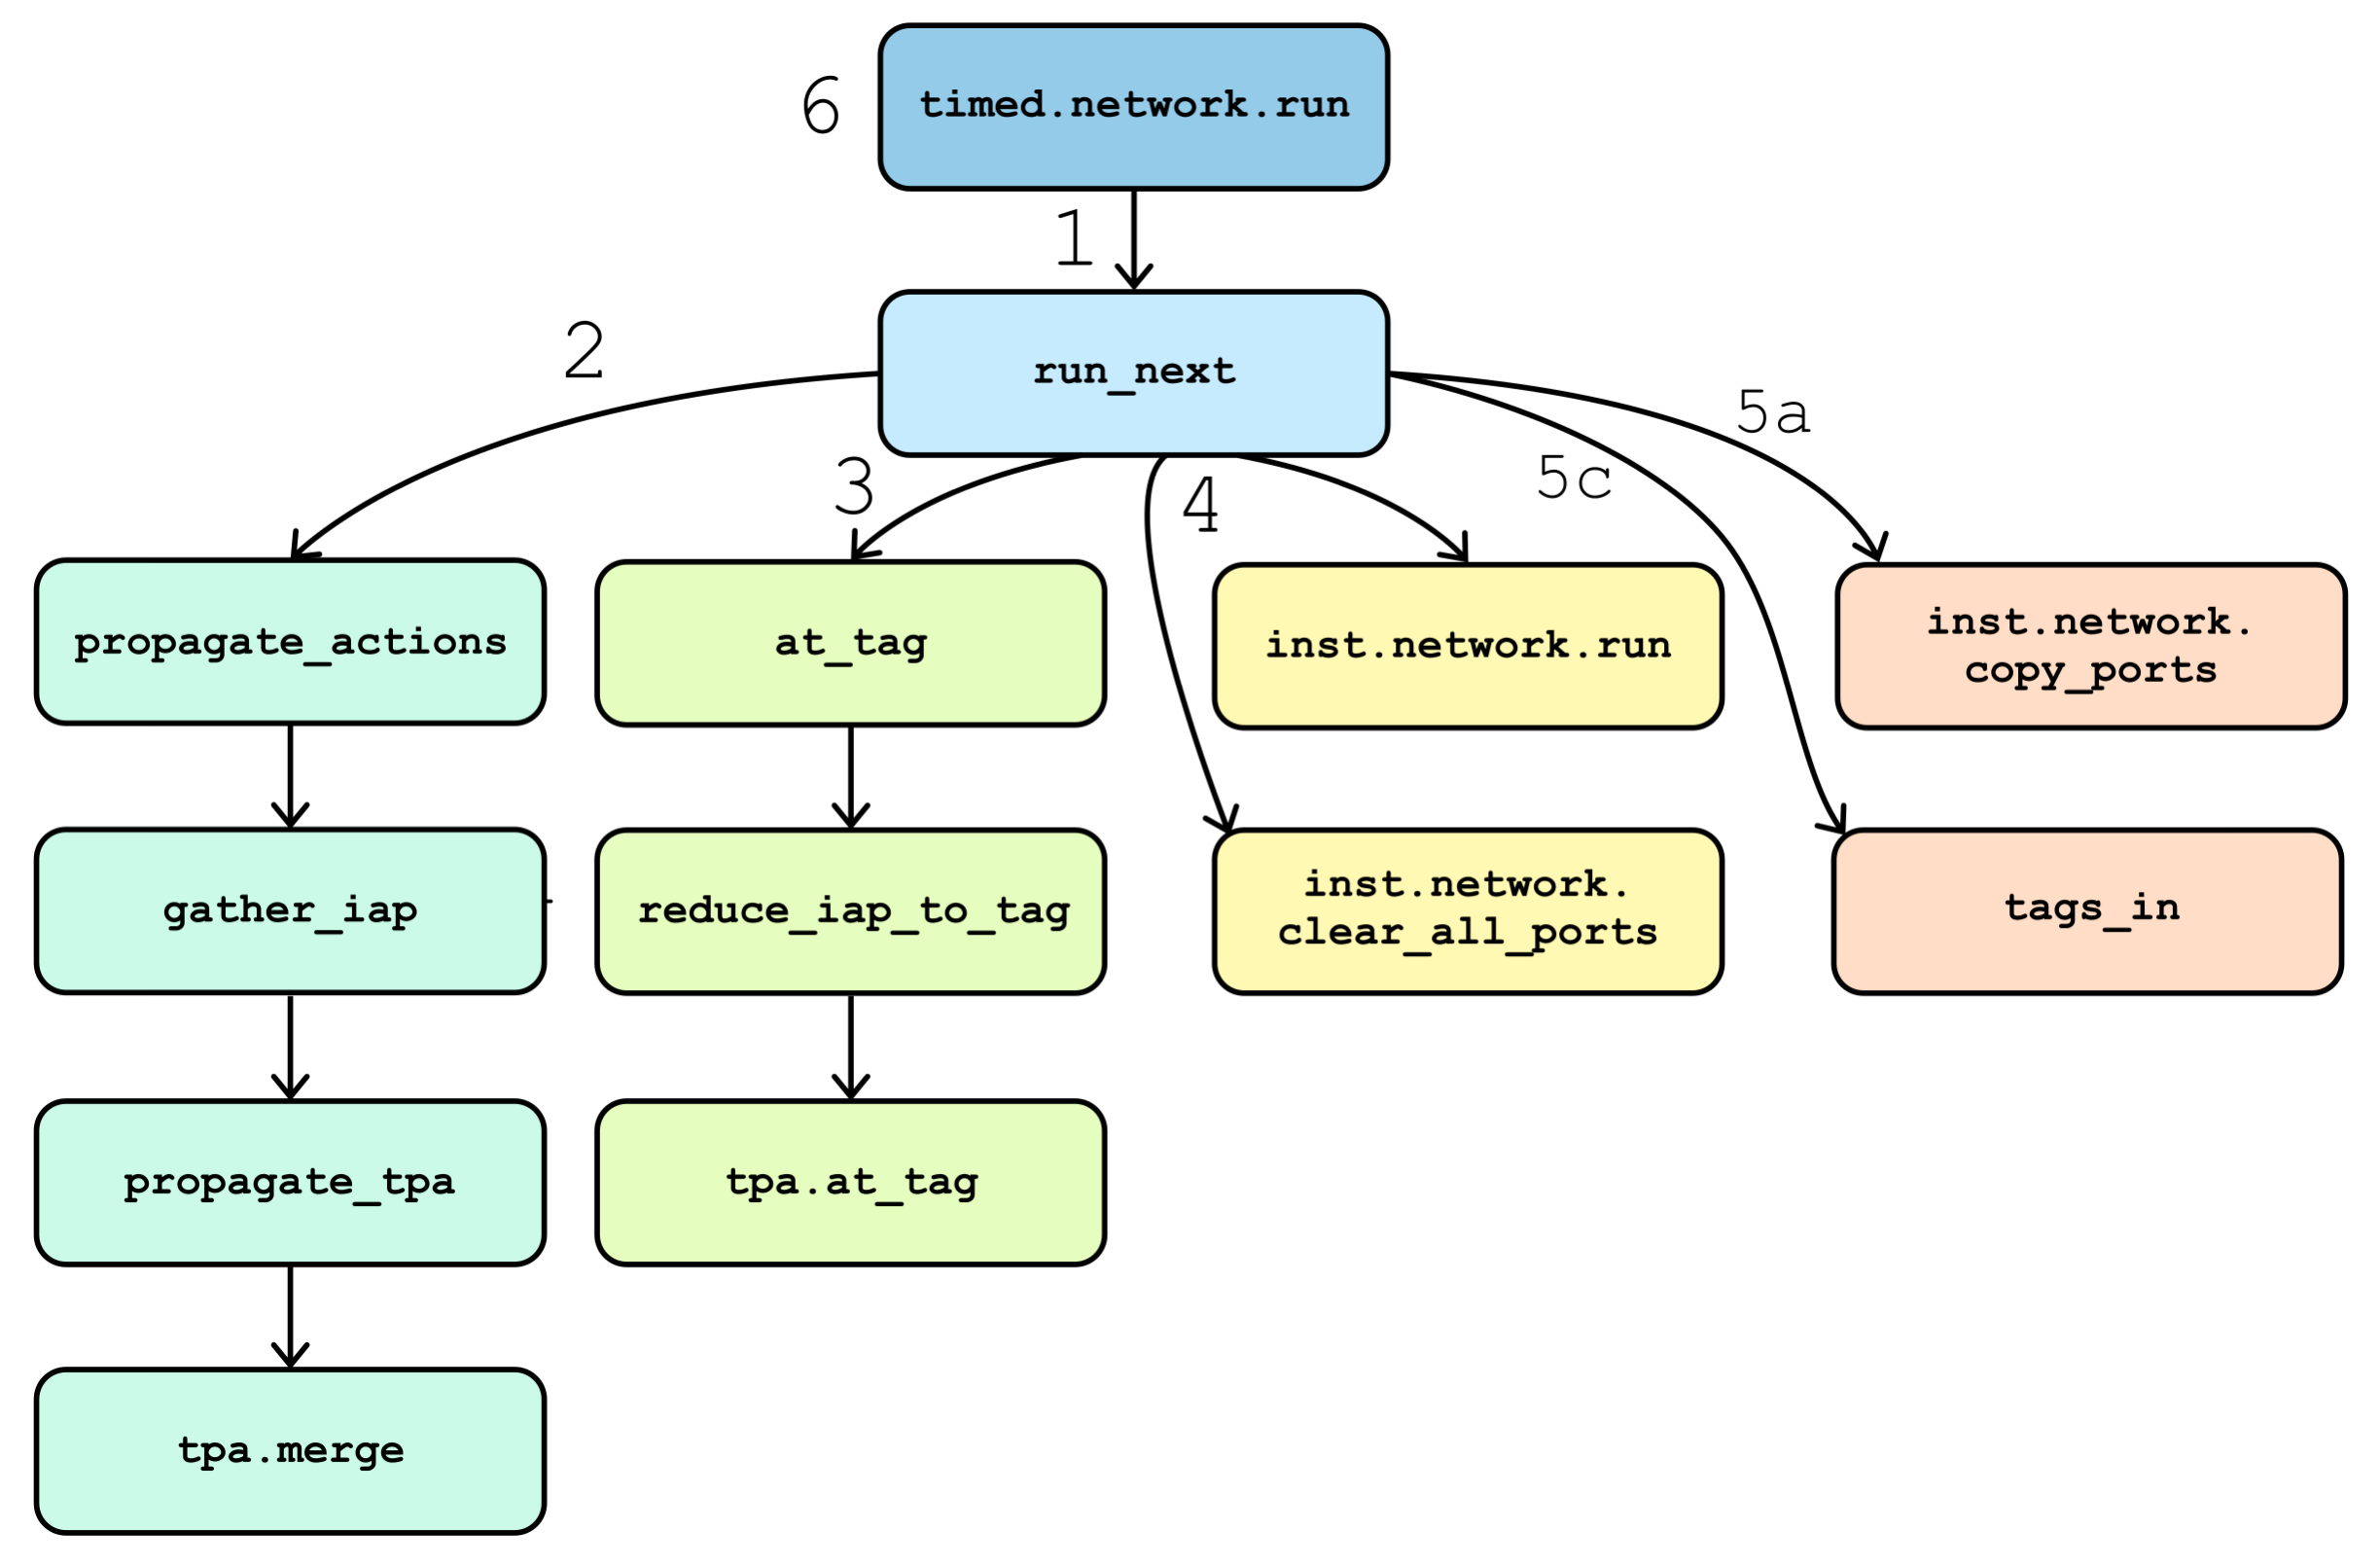 6
timed.network.run
1
run_next
2
3
4
5c
5a
propagate_actions
at_tag
inst.network.run
inst.network.
copy_ports
gather_iap
reduce_iap_to_tag
inst.network.
clear_all_ports
tags_in
propagate_tpa
tpa.at_tag
tpa.merge